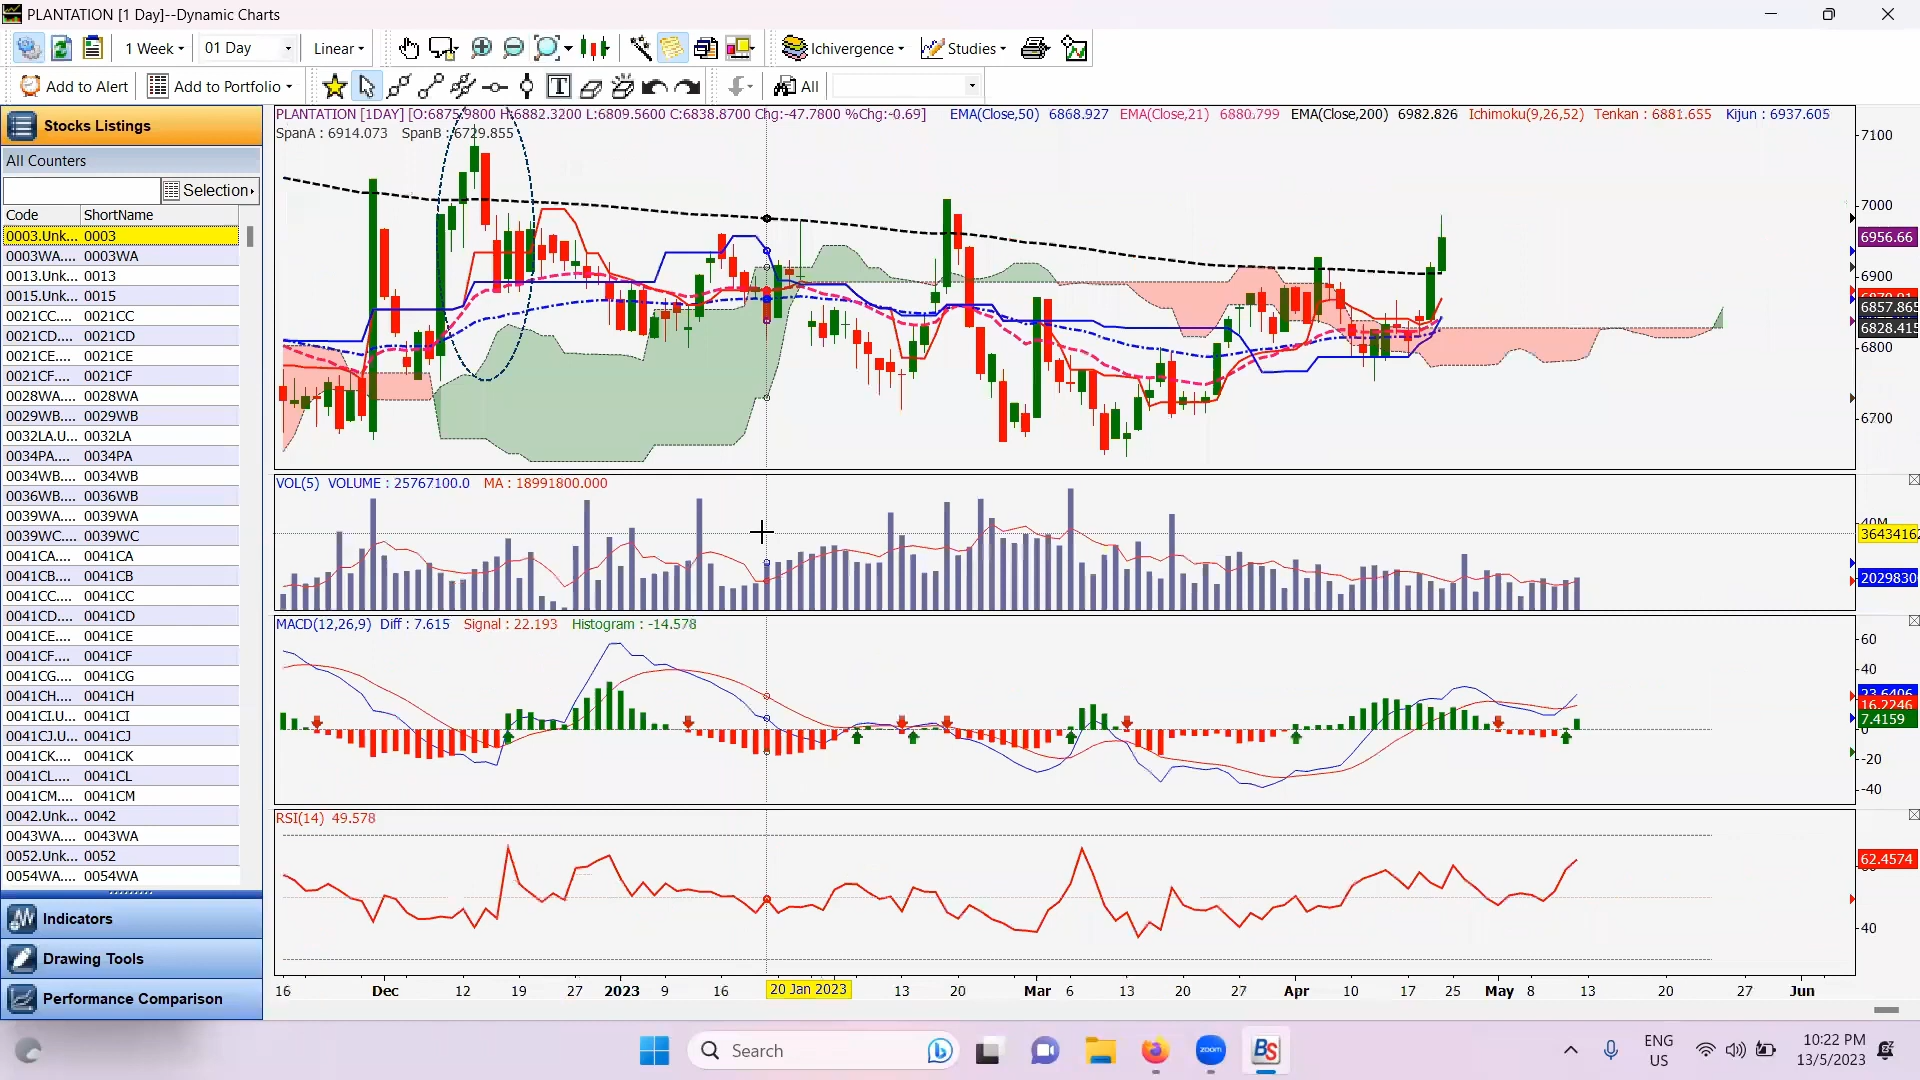 PLANTATION [1 Day]--Dynamic Charts
1 Week 01 Day Linear Ichivergence Studies
Add to Alert Add to Portfolio T All
Stocks Listings
All Counters
Selection
Code ShortName
0003.Unk... 0003
0003WA.... 0003WA
0013.Unk... 0013
0015.Unk... 0015
0021CC.... 0021CC
0021CD.... 0021CD
0021CE.... 0021CE
0021CF.... 0021CF
0028WA.... 0028WA
0029WB.... 0029WB
0032LA.U... 0032LA
0034PA.... 0034PA
0034WB.... 0034WB
0036WB.... 0036WB
0039WA.... 0039WA
0039WC.... 0039WC
0041CA.... 0041CA
0041CB.... 0041CB
0041CC.... 0041CC
0041CD.... 0041CD
0041CE.... 0041CE
0041CF.... 0041CF
0041CG.... 0041CG
0041CH.... 0041CH
0041CI.U... 0041CI
0041CJ.U... 0041CJ
0041CK.... 0041CK
0041CL.... 0041CL
0041CM.... 0041CM
0042.Unk... 0042
0043WA.... 0043WA
0052.Unk... 0052
0054WA.... 0054WA
Indicators
Drawing Tools
Performance Comparison
PLANTATION [1DAY] [O:6875.9800 H:6882.3200 L:6809.5600 C:6838.8700 Chg:-47.7800 %Chg:-0.69] EMA(Close,50) 6868.927 EMA(Close,21) 6880.799 EMA(Close,200) 6982.826 Ichimoku(9,26,52) Tenkan : 6881.655 Kijun : 6937.605
SpanA : 6914.073 SpanB : 6729.855
7100
7000
6956.66
6900
6857.865
6828.415
6800
6700
VOL(5) VOLUME : 25767100.0 MA : 18991800.000
40M
3643416
2029830
MACD(12,26,9) Diff : 7.615 Signal : 22.193 Histogram : -14.578
60
40
23.6406
16.2246
7.4159
0
-20
-40
RSI(14) 49.578
62.4574
40
16 Dec 12 19 27 2023 9 16 20 Jan 2023 13 20 Mar 6 13 20 27 Apr 10 17 25 May 8 13 20 27 Jun
Search
zoom
BS
ENG
US
10:22 PM
13/5/2023